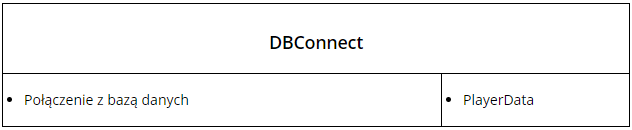 DBConnect
• Połączenie z bazą danych
• PlayerData